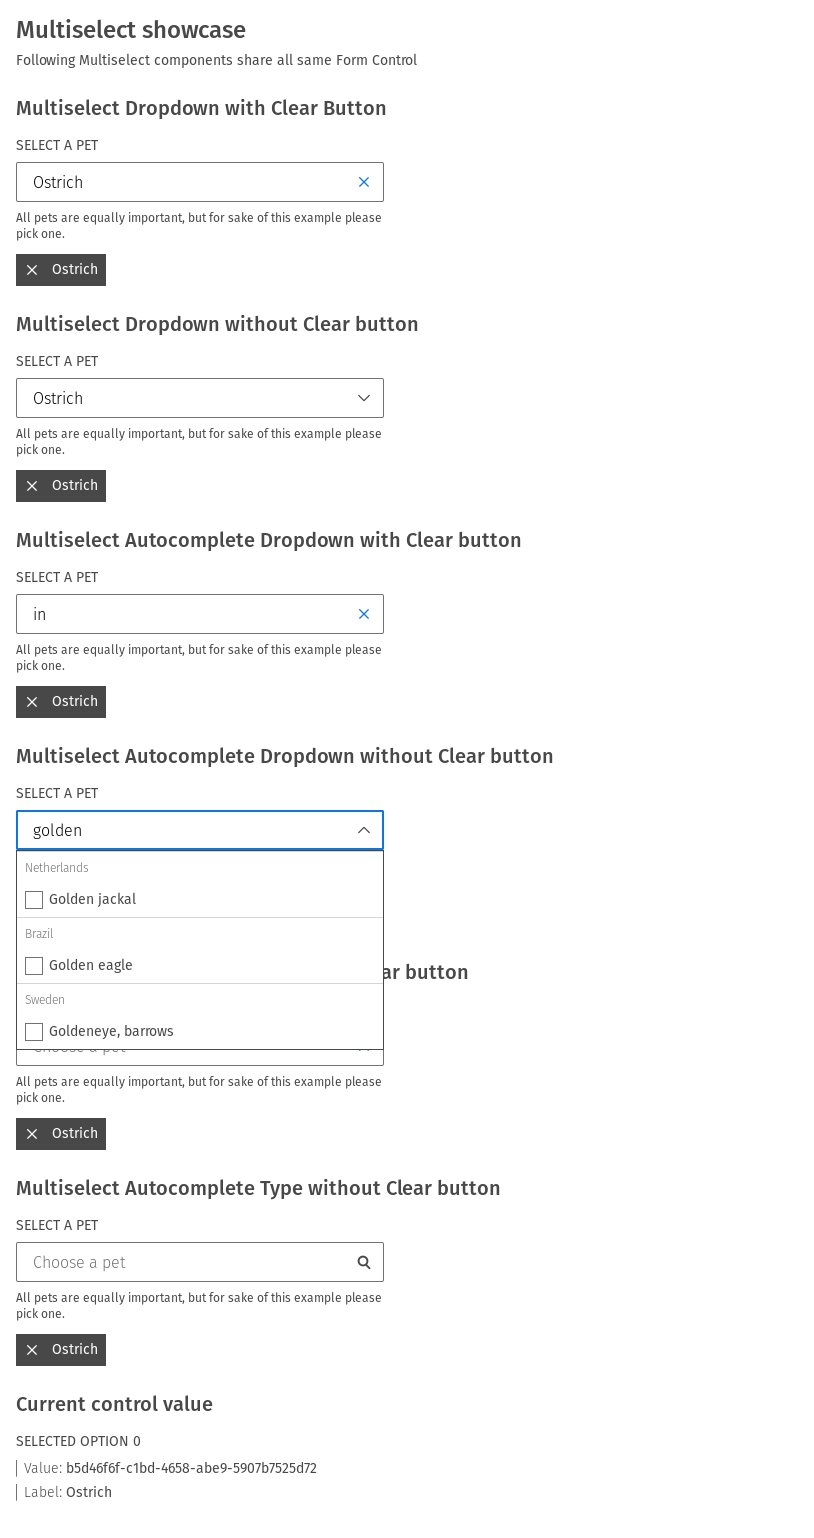 Multiselect showcase
Following Multiselect components share all same Form Control
Multiselect Dropdown with Clear Button
SELECT A PET
Ostrich
All pets are equally important, but for sake of this example please
pick one.
Ostrich
Multiselect Dropdown without Clear button
SELECT A PET
Ostrich
All pets are equally important, but for sake of this example please
pick one.
Ostrich
Multiselect Autocomplete Dropdown with Clear button
SELECT A PET
in
All pets are equally important, but for sake of this example please
pick one.
Ostrich
Multiselect Autocomplete Dropdown without Clear button
SELECT A PET
golden
Netherlands
Golden jackal
Brazil
Golden eagle
ar button
Sweden
Goldeneye, barrows
All pets are equally important, but for sake of this example please
pick one.
Ostrich
Multiselect Autocomplete Type without Clear button
SELECT A PET
Choose a pet
All pets are equally important, but for sake of this example please
pick one.
Ostrich
Current control value
SELECTED OPTION 0
Value: b5d46f6f-c1bd-4658-abe9-5907b7525d72
Label: Ostrich